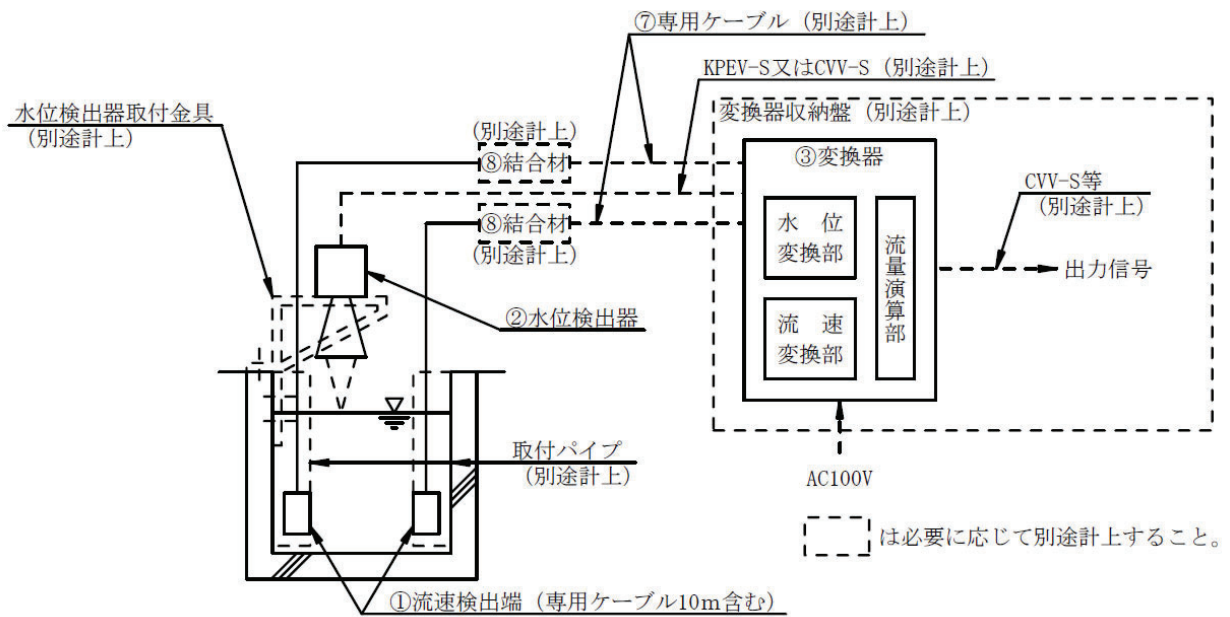 ⑦専用ケーブル (別途計上)
KPEV-S又はCVV-S (別途計上)
水位検出器取付金具
(別途計上)
変換器収納盤 (別途計上)
(別途計上)
⑧結合材
③変換器
CVV-S等
(別途計上)
⑧結合材
(別途計上)
水 位
変換部
流量演算部
出力信号
②水位検出器
流 速
変換部
取付パイプ
(別途計上)
AC100V
は必要に応じて別途計上すること。
①流速検出端 (専用ケーブル10m含む)